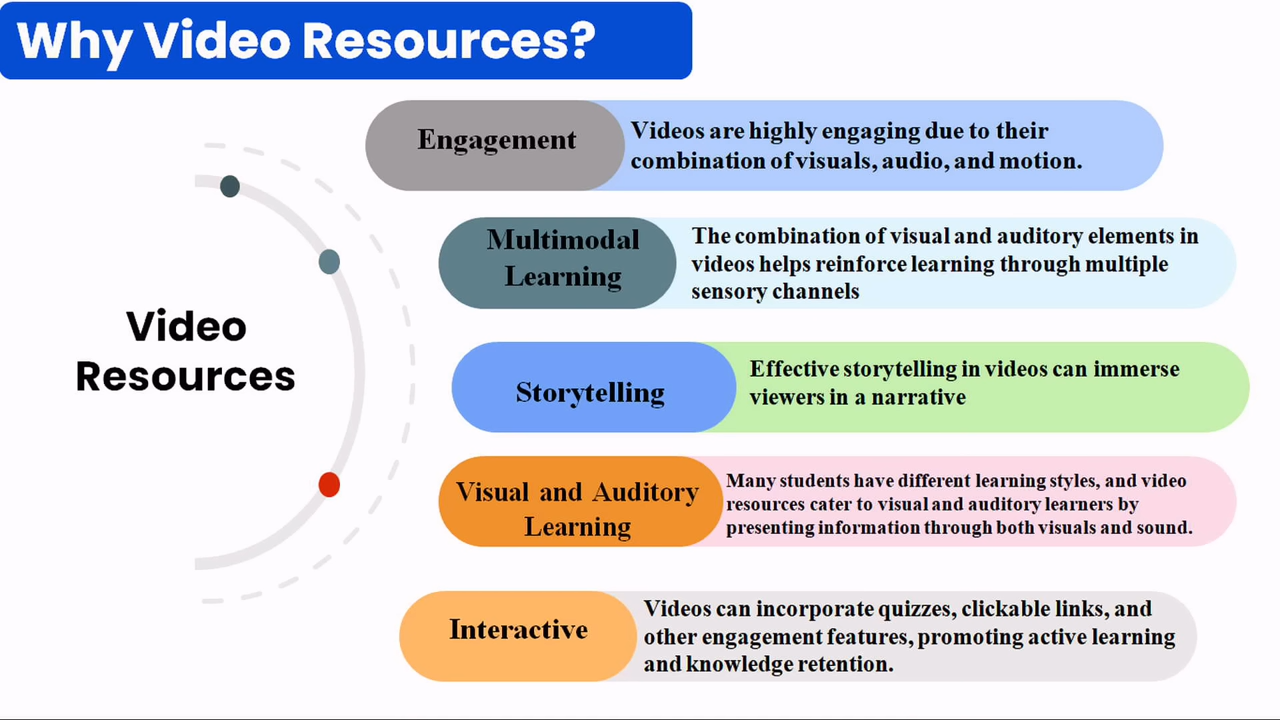 Why Video Resources?
Engagement
Videos are highly engaging due to their
combination of visuals, audio, and motion.
Multimodal
Learning
The combination of visual and auditory elements in
videos helps reinforce learning through multiple
sensory channels
Video
Resources
Storytelling
Effective storytelling in videos can immerse
viewers in a narrative
Visual and Auditory
Learning
Many students have different learning styles, and video
resources cater to visual and auditory learners by
presenting information through both visuals and sound.
Interactive
Videos can incorporate quizzes, clickable links, and
other engagement features, promoting active learning
and knowledge retention.